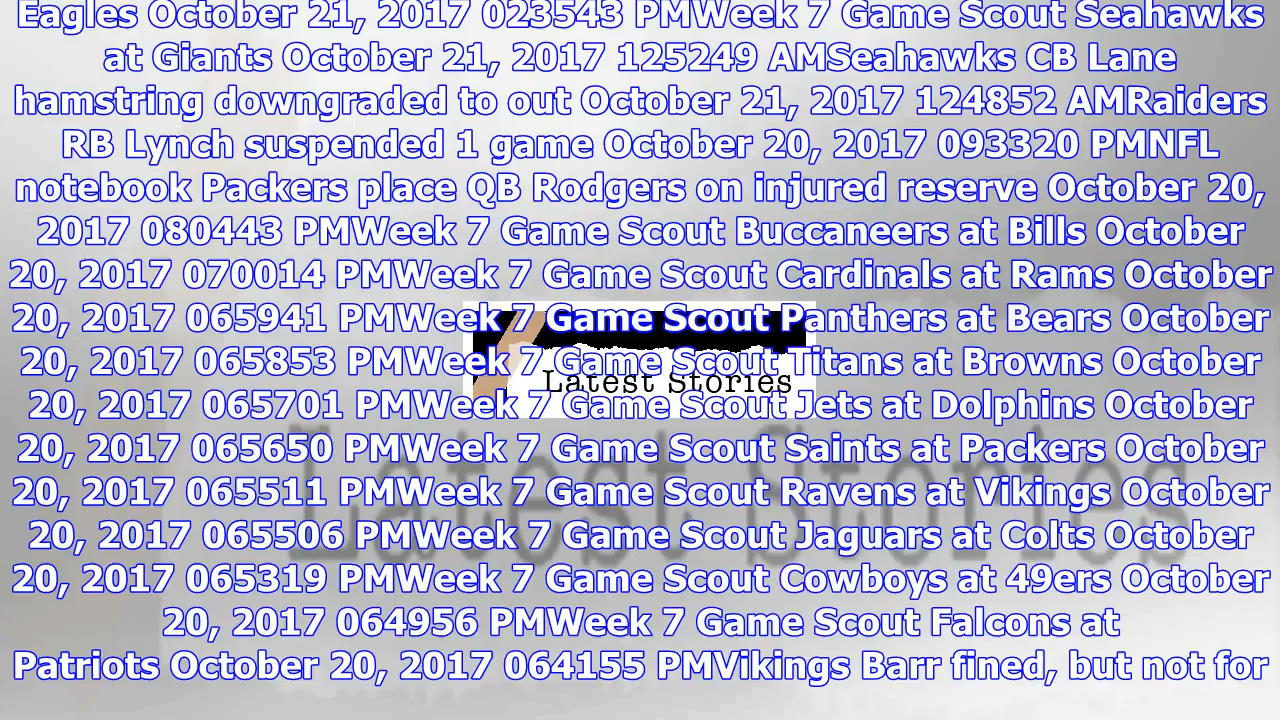 Eagles October 21, 2017 023543 PMWeek 7 Game Scout Seahawks
at Giants October 21, 2017 125249 AMSeahawks CB Lane
hamstring downgraded to out October 21, 2017 124852 AMRaiders
RB Lynch suspended 1 game October 20, 2017 093320 PMNFL
notebook Packers place QB Rodgers on injured reserve October 20,
2017 080443 PMWeek 7 Game Scout Buccaneers at Bills October
20, 2017 070014 PMWeek 7 Game Scout Cardinals at Rams October
20, 2017 065941 PMWeek 7 Game Scout Panthers at Bears October
20, 2017 065853 PMWeek 7 Game Scout Titans at Browns October
Latest Stories
20, 2017 065701 PMWeek 7 Game Scout Jets at Dolphins October
20, 2017 065650 PMWeek 7 Game Scout Saints at Packers October
20, 2017 065511 PMWeek 7 Game Scout Ravens at Vikings October
Latest Stories
20, 2017 065506 PMWeek 7 Game Scout Jaguars at Colts October
20, 2017 065319 PMWeek 7 Game Scout Cowboys at 49ers October
20, 2017 064956 PMWeek 7 Game Scout Falcons at
Patriots October 20, 2017 064155 PMVikings Barr fined, but not for